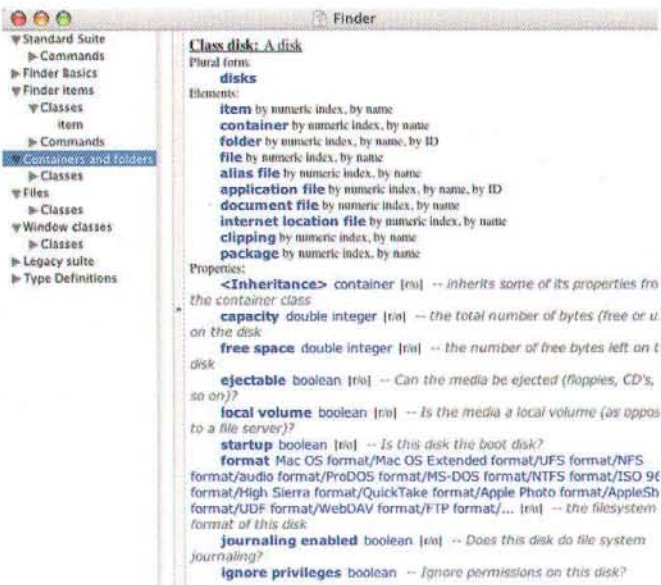 Finder
Standard Suite
Commands
Finder Basics
Finder items
Classes
item
Commands
Containers and folders
Classes
Files
Classes
Window classes
Classes
Legacy suite
Type Definitions
Class disk: A disk
Plural form:
disks
Elements:
item by numeric index, by name
container by numeric index, by name
folder by numeric index, by name, by ID
file by numeric index, by name
alias file by numeric index, by name
application file by numeric index, by name, by ID
document file by numeric index, by name
internet location file by numeric index, by name
clipping by numeric index, by name
package by numeric index, by name
Properties:
<Inheritance> container [r/o] -- inherits some of its properties fro
the container class
capacity double integer [r/o] -- the total number of bytes (free or u
on the disk
free space double integer [r/o] -- the number of free bytes left on t
disk
ejectable boolean [r/o] -- Can the media be ejected (floppies, CD's,
so on)?
local volume boolean [r/o] -- Is the media a local volume (as oppos
to a file server)?
startup boolean [r/o] -- Is this disk the boot disk?
format Mac OS format/Mac OS Extended format/UFS format/NFS
format/audio format/ProDOS format/MS-DOS format/NTFS format/ISO 96
format/High Sierra format/QuickTake format/Apple Photo format/AppleSh
format/UDF format/WebDAV format/FTP format/... [r/o] -- the filesystem
format of this disk
journaling enabled boolean [r/o] -- Does this disk do file system
journaling?
ignore privileges boolean -- Ignore permissions on this disk?